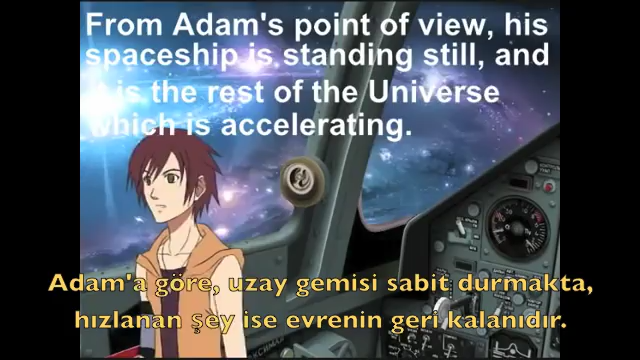 From Adam's point of view, his
spaceship is standing still, and
it is the rest of the Universe
which is accelerating.
Adam'a göre, uzay gemisi sabit durmakta,
hızlanan şey ise evrenin geri kalanıdır.